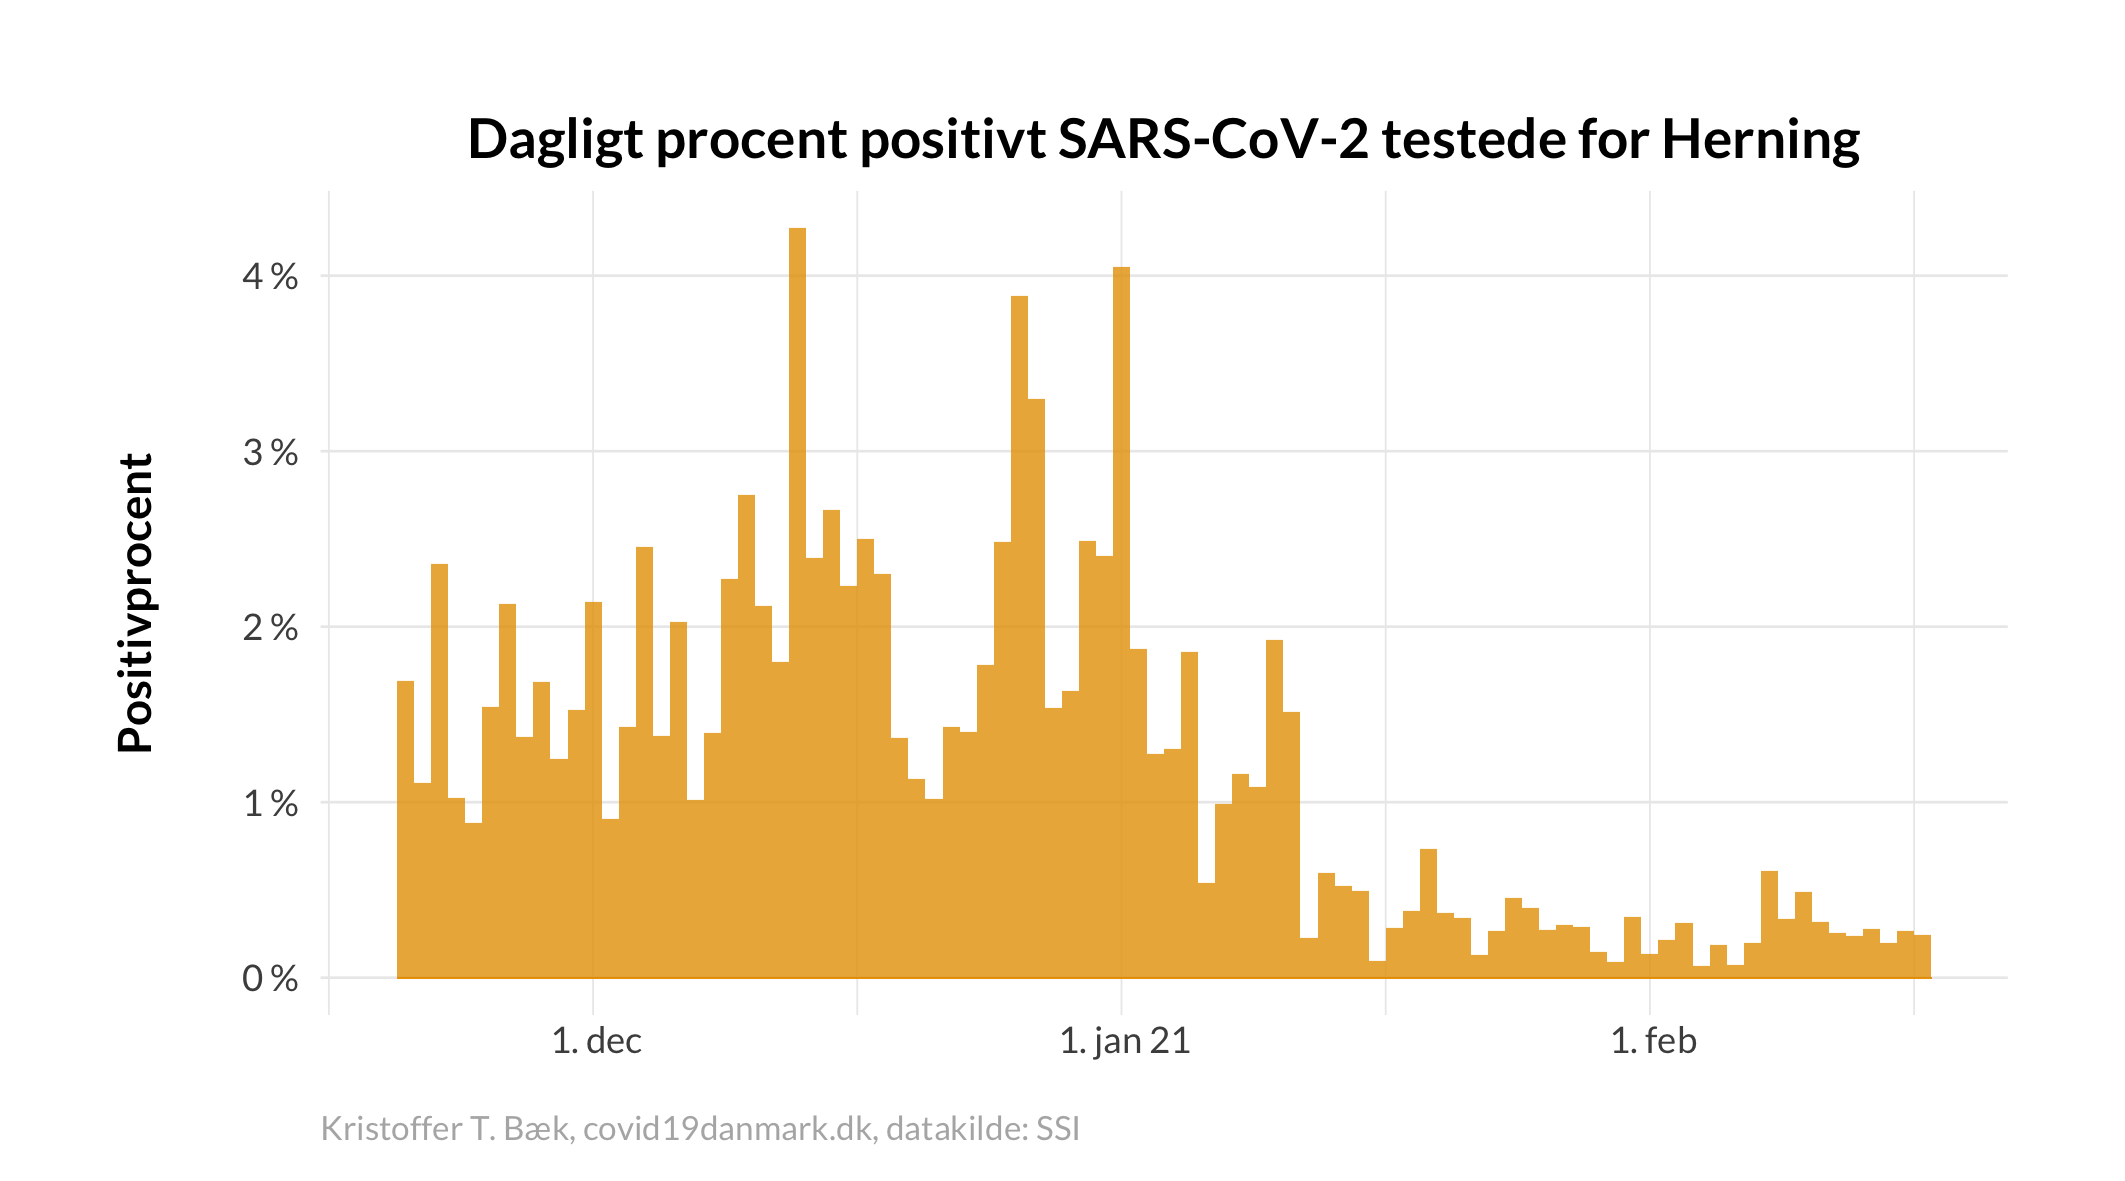 Dagligt procent positivt SARS-CoV-2 testede for Herning
Positivprocent
4 %
3 %
2 %
1 %
0 %
1. dec
1. jan 21
1. feb
Kristoffer T. Bæk, covid19danmark.dk, datakilde: SSI